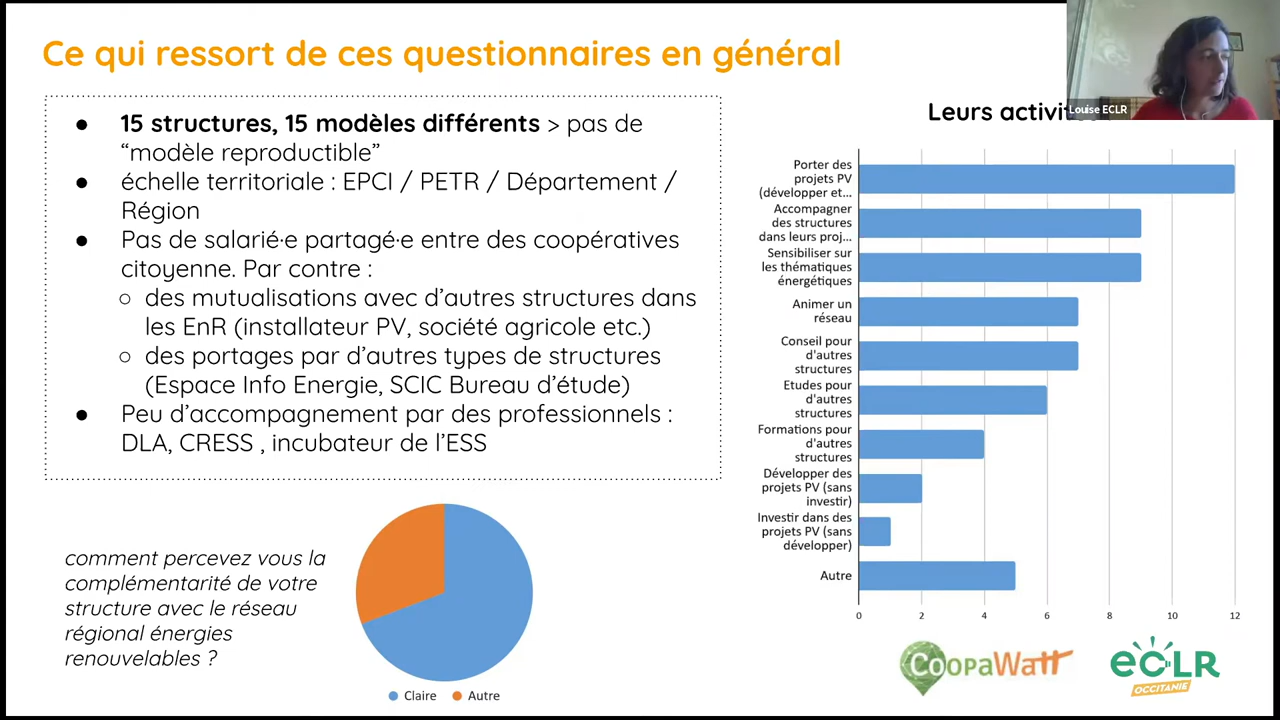 Ce qui ressort de ces questionnaires en général
● 15 structures, 15 modèles différents > pas de
“modèle reproductible”
● échelle territoriale : EPCI / PETR / Département /
Région
● Pas de salarié·e partagé·e entre des coopératives
citoyenne. Par contre :
○ des mutualisations avec d’autres structures dans
les EnR (installateur PV, société agricole etc.)
○ des portages par d’autres types de structures
(Espace Info Energie, SCIC Bureau d’étude)
● Peu d’accompagnement par des professionnels :
DLA, CRESS , incubateur de l’ESS
comment percevez vous la
complémentarité de votre
structure avec le réseau
régional énergies
renouvelables ?
Claire
Autre
Louise ECLR
Leurs activit
Porter des
projets PV
(développer et...
Accompagner
des structures
dans leurs proj...
Sensibiliser sur
les thématiques
énergétiques
Animer un
réseau
Conseil pour
d'autres
structures
Etudes pour
d'autres
structures
Formations pour
d'autres
structures
Développer des
projets PV (sans
investir)
Investir dans des
projets PV (sans
développer)
Autre
0 2 4 6 8 10 12
CoopaWatt
eCLR
OCCITANIE